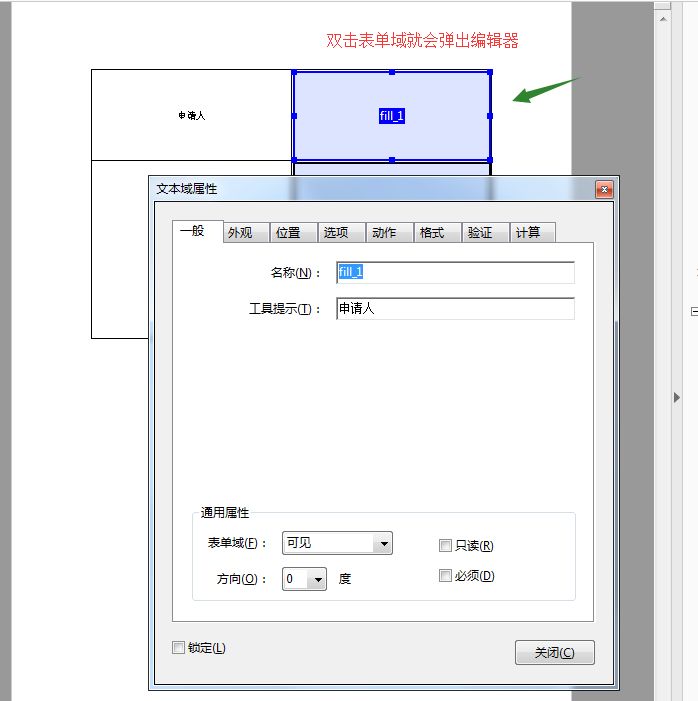 双击表单域就会弹出编辑器
申请人
fill_1
文本域属性
一般 外观 位置 选项 动作 格式 验证 计算
名称(N)： fill_1
工具提示(T)： 申请人
通用属性
表单域(F)： 可见
只读(R)
方向(O)： 0 度
必须(D)
锁定(L)
关闭(C)